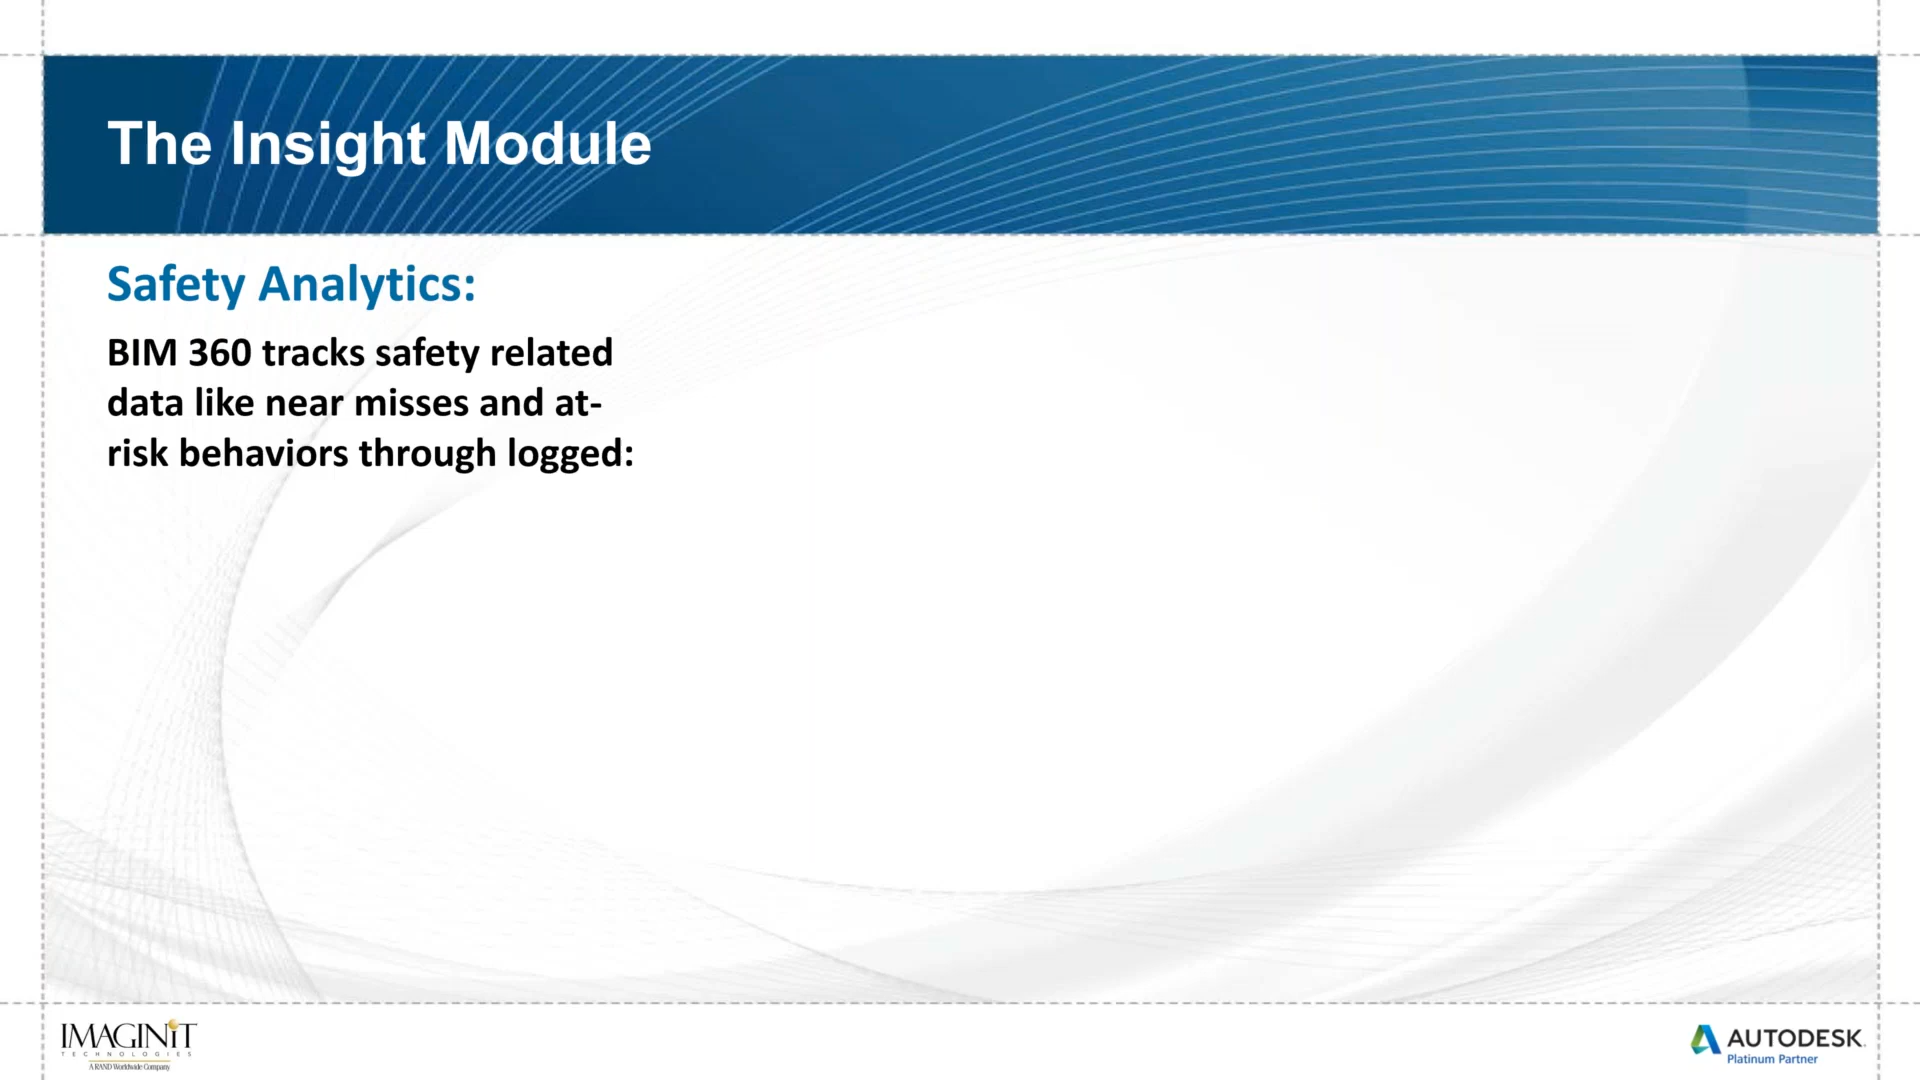 The Insight Module
Safety Analytics:
BIM 360 tracks safety related
data like near misses and at-
risk behaviors through logged:
IMAGINiT
TECHNOLOGIES
A RAND Worldwide Company
AUTODESK.
Platinum Partner